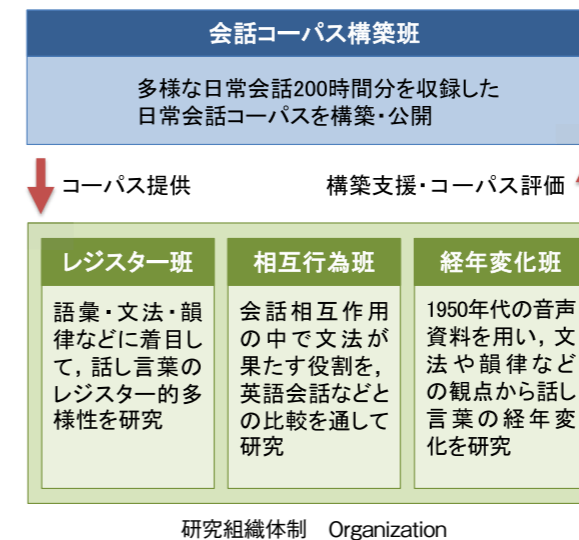 会話コーパス構築班
多様な日常会話200時間分を収録した
日常会話コーパスを構築・公開
コーパス提供
構築支援・コーパス評価
レジスター班
語彙・文法・韻
律などに着目し
て，話し言葉の
レジスター的多
様性を研究
相互行為班
会話相互作用
の中で文法が
果たす役割を，
英語会話などと
の比較を通して
研究
経年変化班
1950年代の音声
資料を用い，文
法や韻律など
の観点から話し
言葉の経年変
化を研究
研究組織体制　Organization